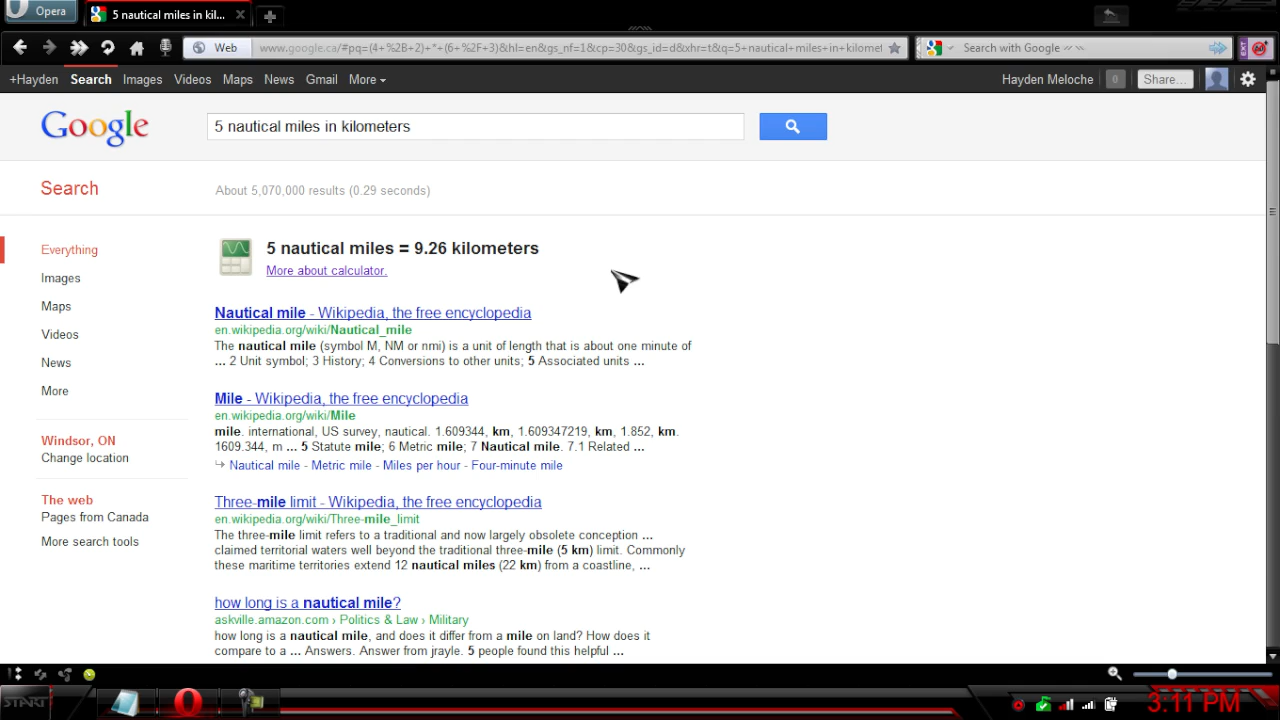 Opera
5 nautical miles in kil...
Web
www.google.ca/#pq=(4+%2B+2)+*+(6+%2F+3)&hl=en&gs_nf=1&cp=30&gs_id=d&xhr=t&q=5+nautical+miles+in+kilomet
Search with Google
+Hayden Search Images Videos Maps News Gmail More
Hayden Meloche 0 Share...
Google
5 nautical miles in kilometers
Search
About 5,070,000 results (0.29 seconds)
Everything
Images
Maps
Videos
News
More
Windsor, ON
Change location
The web
Pages from Canada
More search tools
5 nautical miles = 9.26 kilometers
More about calculator.
Nautical mile - Wikipedia, the free encyclopedia
en.wikipedia.org/wiki/Nautical_mile
The nautical mile (symbol M, NM or nmi) is a unit of length that is about one minute of
... 2 Unit symbol; 3 History; 4 Conversions to other units; 5 Associated units ...
Mile - Wikipedia, the free encyclopedia
en.wikipedia.org/wiki/Mile
mile. international, US survey, nautical. 1.609344, km, 1.609347219, km, 1.852, km.
1609.344, m ... 5 Statute mile; 6 Metric mile; 7 Nautical mile. 7.1 Related ...
Nautical mile - Metric mile - Miles per hour - Four-minute mile
Three-mile limit - Wikipedia, the free encyclopedia
en.wikipedia.org/wiki/Three-mile_limit
The three-mile limit refers to a traditional and now largely obsolete conception ...
claimed territorial waters well beyond the traditional three-mile (5 km) limit. Commonly
these maritime territories extend 12 nautical miles (22 km) from a coastline, ...
how long is a nautical mile?
askville.amazon.com › Politics & Law › Military
how long is a nautical mile, and does it differ from a mile on land? How does it
compare to a ... Answers. Answer from jrayle. 5 people found this helpful ...
START
3:11 PM